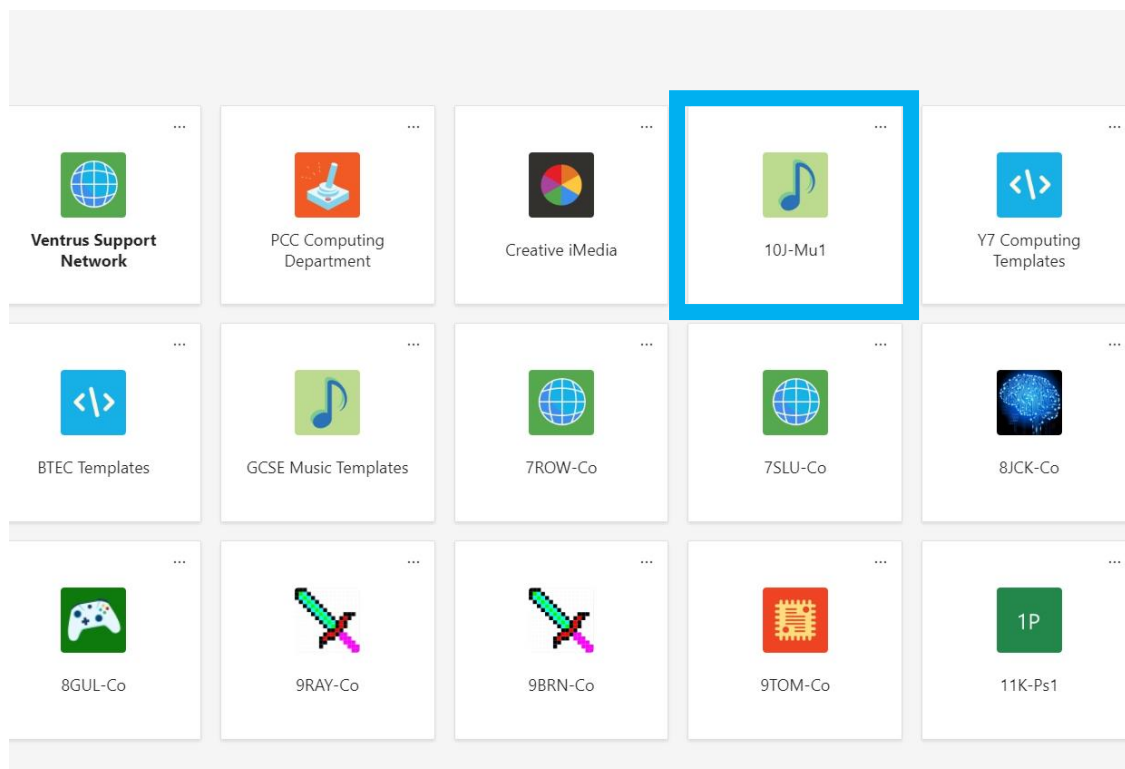 ... ... ... ... ...
Ventrus Support
Network
PCC Computing
Department
Creative iMedia
10J-Mu1
</>
Y7 Computing
Templates
... ... ... ... ...
</>
BTEC Templates
GCSE Music Templates
7ROW-Co
7SLU-Co
8JCK-Co
... ... ... ... ...
8GUL-Co
9RAY-Co
9BRN-Co
9TOM-Co
1P
11K-Ps1